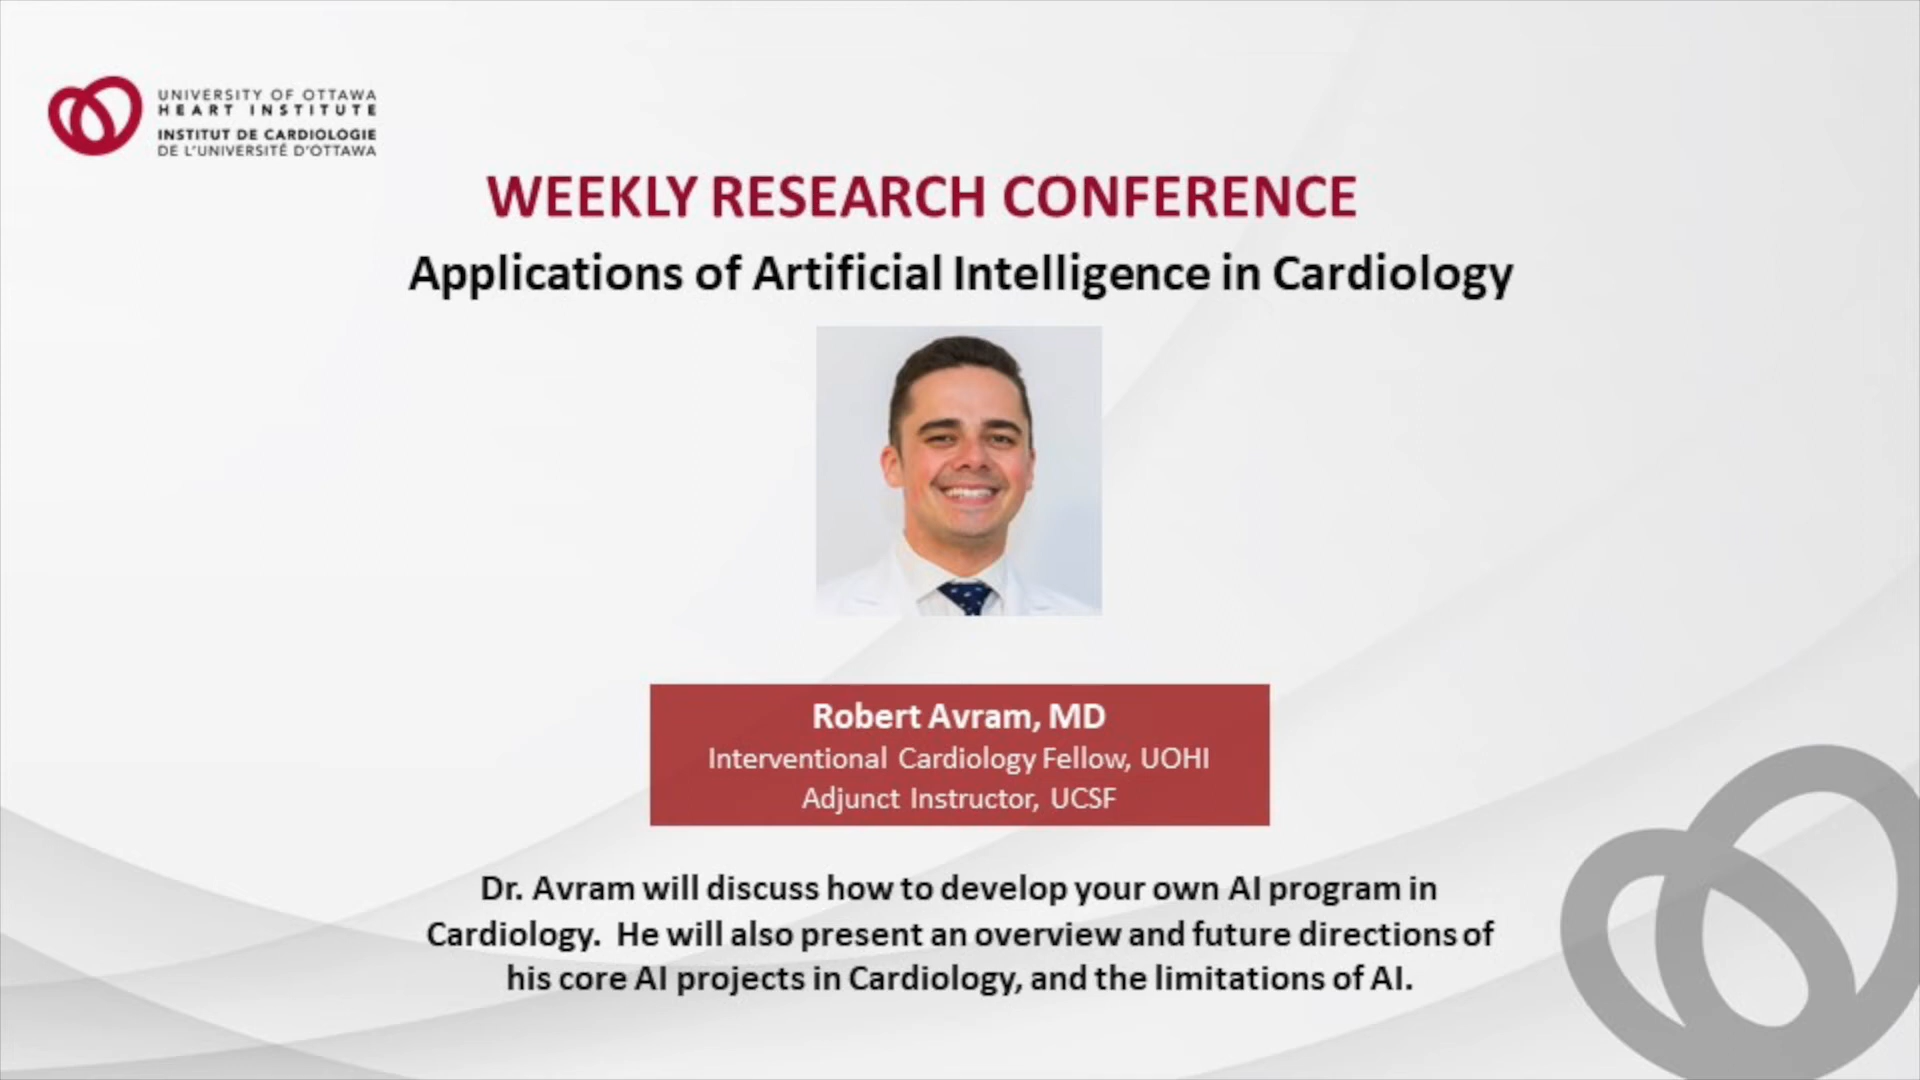 UNIVERSITY OF OTTAWA
HEART INSTITUTE
INSTITUT DE CARDIOLOGIE
DE L'UNIVERSITÉ D'OTTAWA
WEEKLY RESEARCH CONFERENCE
Applications of Artificial Intelligence in Cardiology
Robert Avram, MD
Interventional Cardiology Fellow, UOHI
Adjunct Instructor, UCSF
Dr. Avram will discuss how to develop your own AI program in
Cardiology. He will also present an overview and future directions of
his core AI projects in Cardiology, and the limitations of AI.